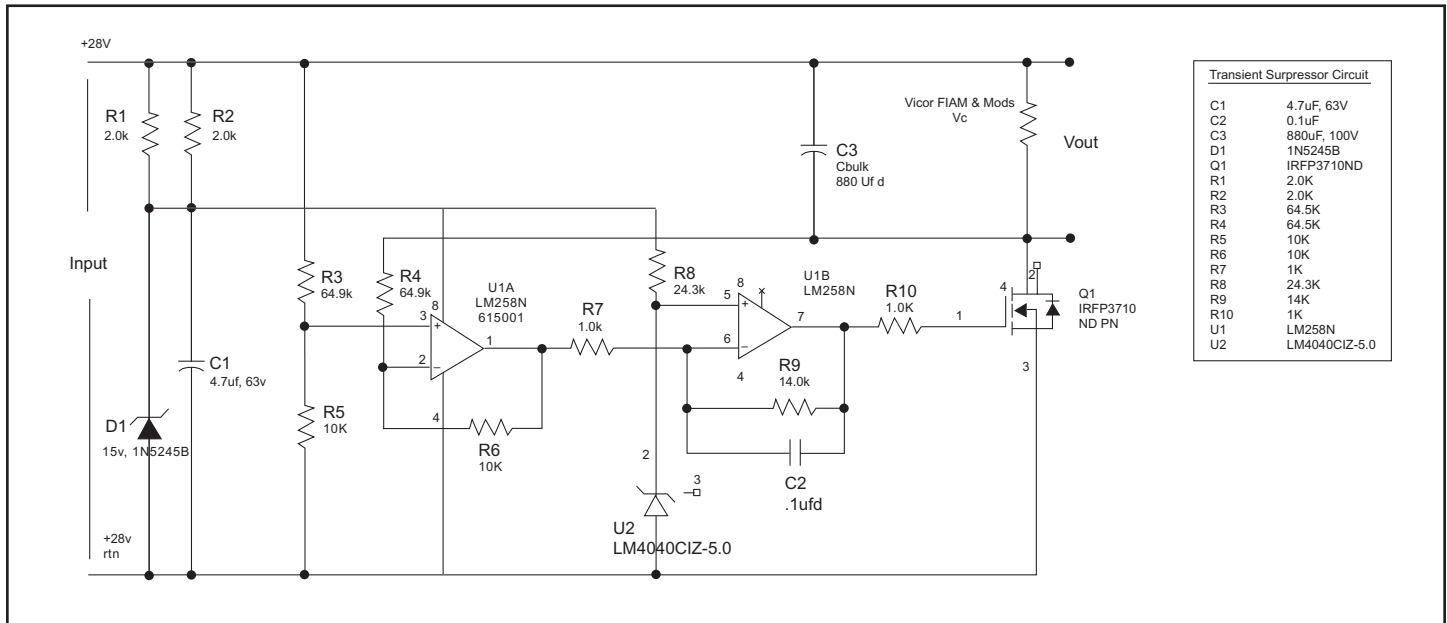 +28V
R1
2.0k
R2
2.0k
Input
D1
15v, 1N5245B
C1
4.7uf, 63v
+28v
rtn
R3
64.9k
R4
64.9k
R5
10K
8
3
+
2
−
1
4
U1A
LM258N
615001
R6
10K
R7
1.0k
R8
24.3k
2
3
U2
LM4040CIZ-5.0
U1B
LM258N
8
5
+
6
−
7
4
x
R9
14.0k
C2
.1ufd
R10
1.0K
1
C3
Cbulk
880 Uf d
Vicor FIAM & Mods
Vc
Vout
2
4
3
Q1
IRFP3710
ND PN
Transient Surpressor Circuit
C1 4.7uF, 63V
C2 0.1uF
C3 880uF, 100V
D1 1N5245B
Q1 IRFP3710ND
R1 2.0K
R2 2.0K
R3 64.5K
R4 64.5K
R5 10K
R6 10K
R7 1K
R8 24.3K
R9 14K
R10 1K
U1 LM258N
U2 LM4040CIZ-5.0